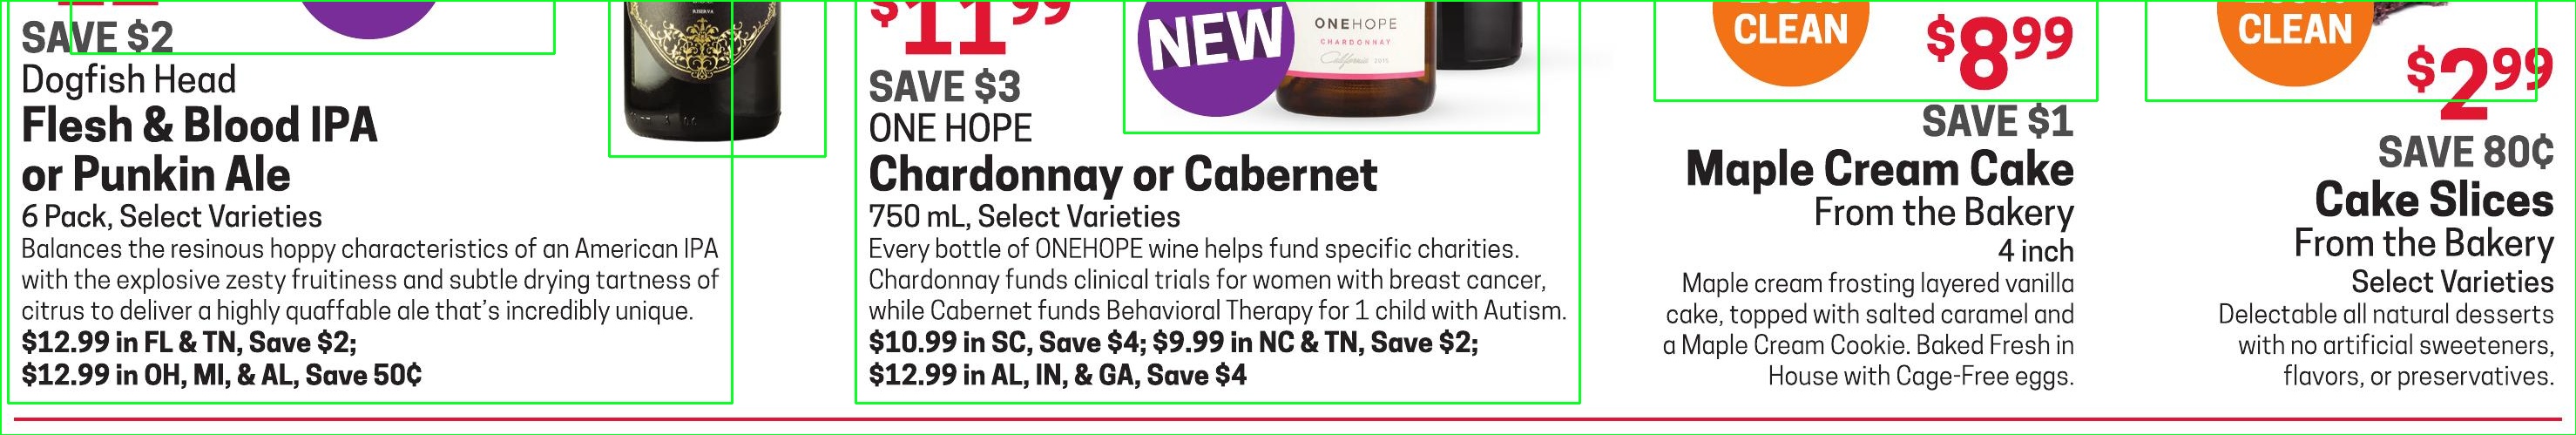 SAVE $2
Dogfish Head
Flesh & Blood IPA
or Punkin Ale
6 Pack, Select Varieties
Balances the resinous hoppy characteristics of an American IPA
with the explosive zesty fruitiness and subtle drying tartness of
citrus to deliver a highly quaffable ale that's incredibly unique.
$12.99 in FL & TN, Save $2;
$12.99 in OH, MI, & AL, Save 50¢
RISERVA
$11.99
SAVE $3
ONE HOPE
Chardonnay or Cabernet
750 mL, Select Varieties
Every bottle of ONEHOPE wine helps fund specific charities.
Chardonnay funds clinical trials for women with breast cancer,
while Cabernet funds Behavioral Therapy for 1 child with Autism.
$10.99 in SC, Save $4; $9.99 in NC & TN, Save $2;
$12.99 in AL, IN, & GA, Save $4
NEW
ONEHOPE
CHARDONNAY
California 2015
CLEAN
$8.99
SAVE $1
Maple Cream Cake
From the Bakery
4 inch
Maple cream frosting layered vanilla
cake, topped with salted caramel and
a Maple Cream Cookie. Baked Fresh in
House with Cage-Free eggs.
CLEAN
$2.99
SAVE 80¢
Cake Slices
From the Bakery
Select Varieties
Delectable all natural desserts
with no artificial sweeteners,
flavors, or preservatives.